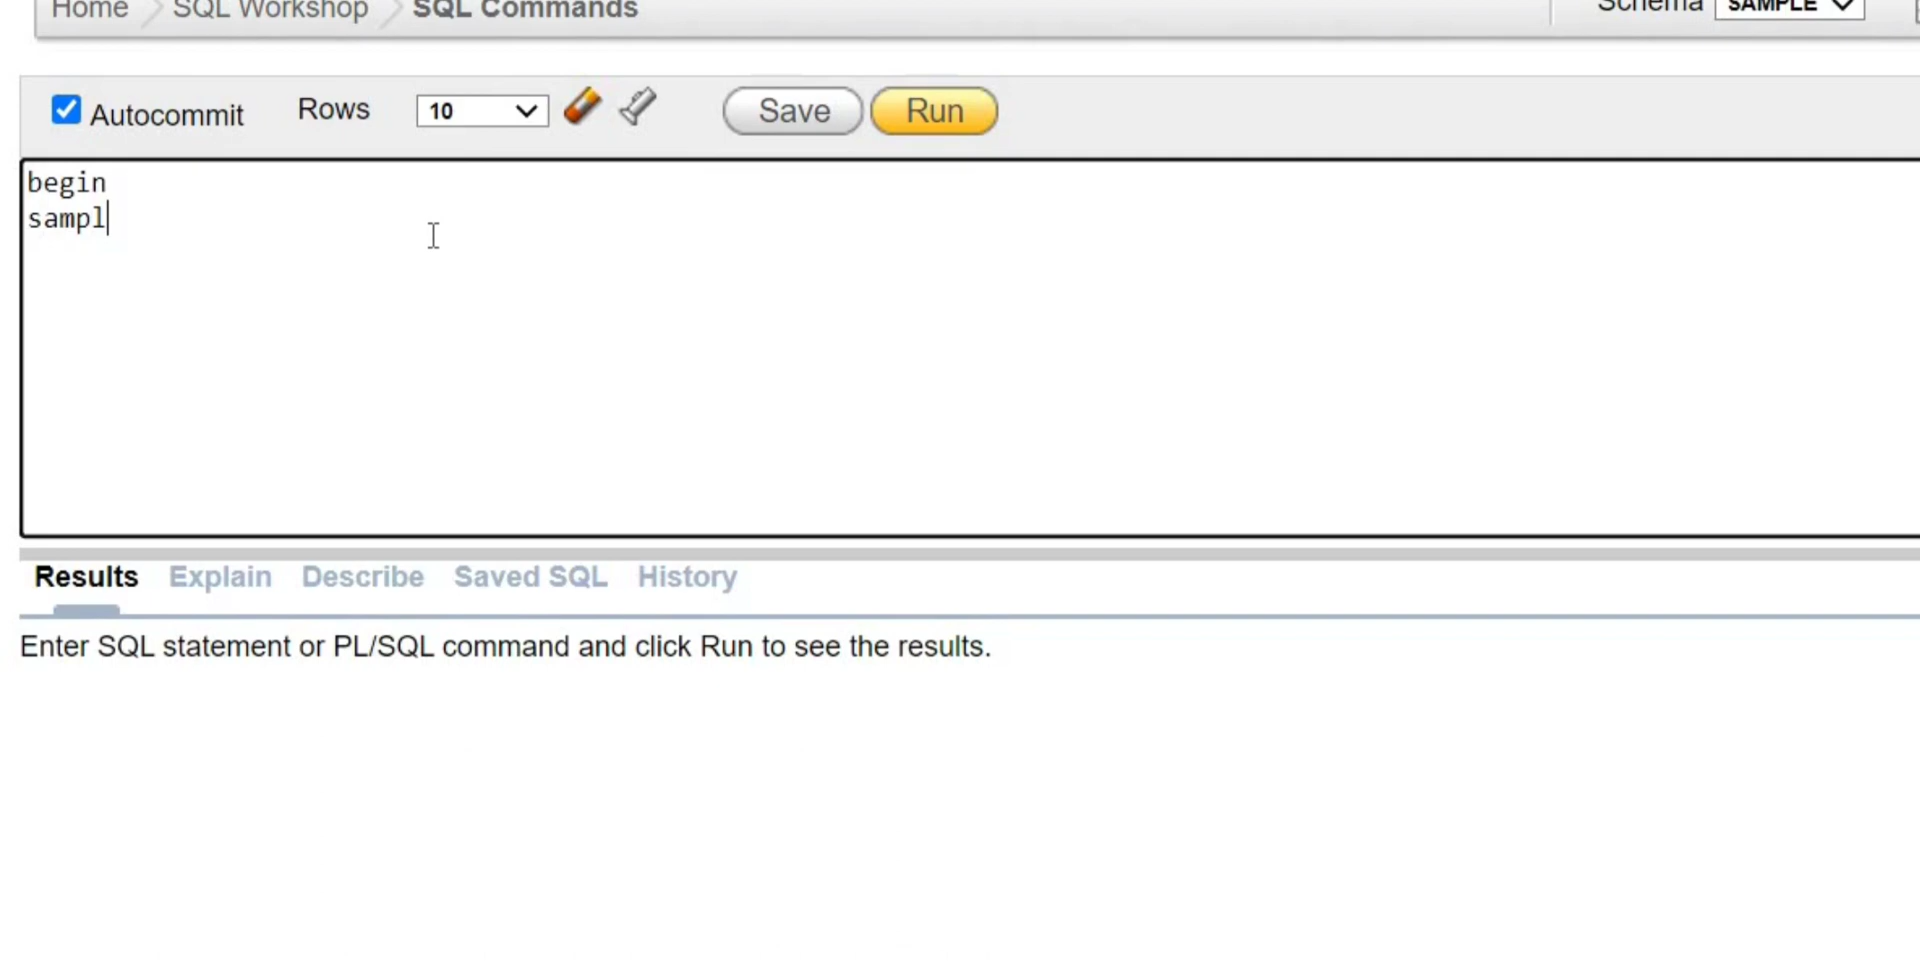 Home SQL Workshop SQL Commands Schema SAMPLE
Autocommit Rows 10 Save Run
begin
sampl
Results Explain Describe Saved SQL History
Enter SQL statement or PL/SQL command and click Run to see the results.